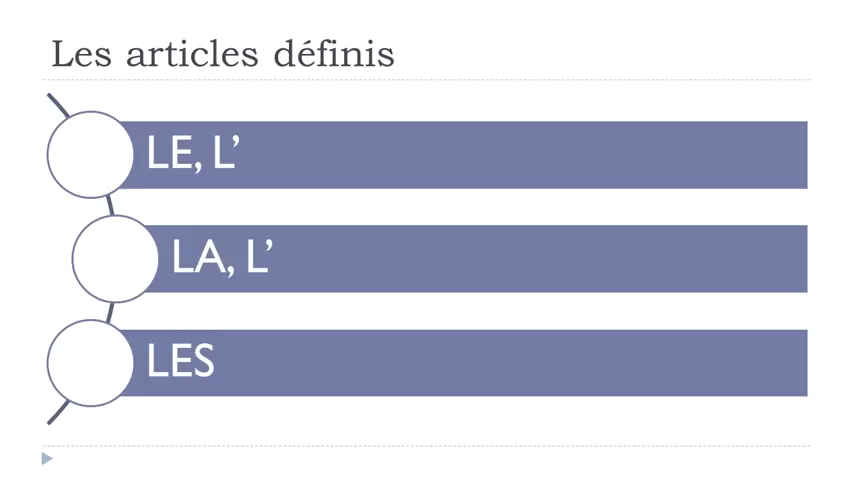 Les articles définis
LE, L’
LA, L’
LES